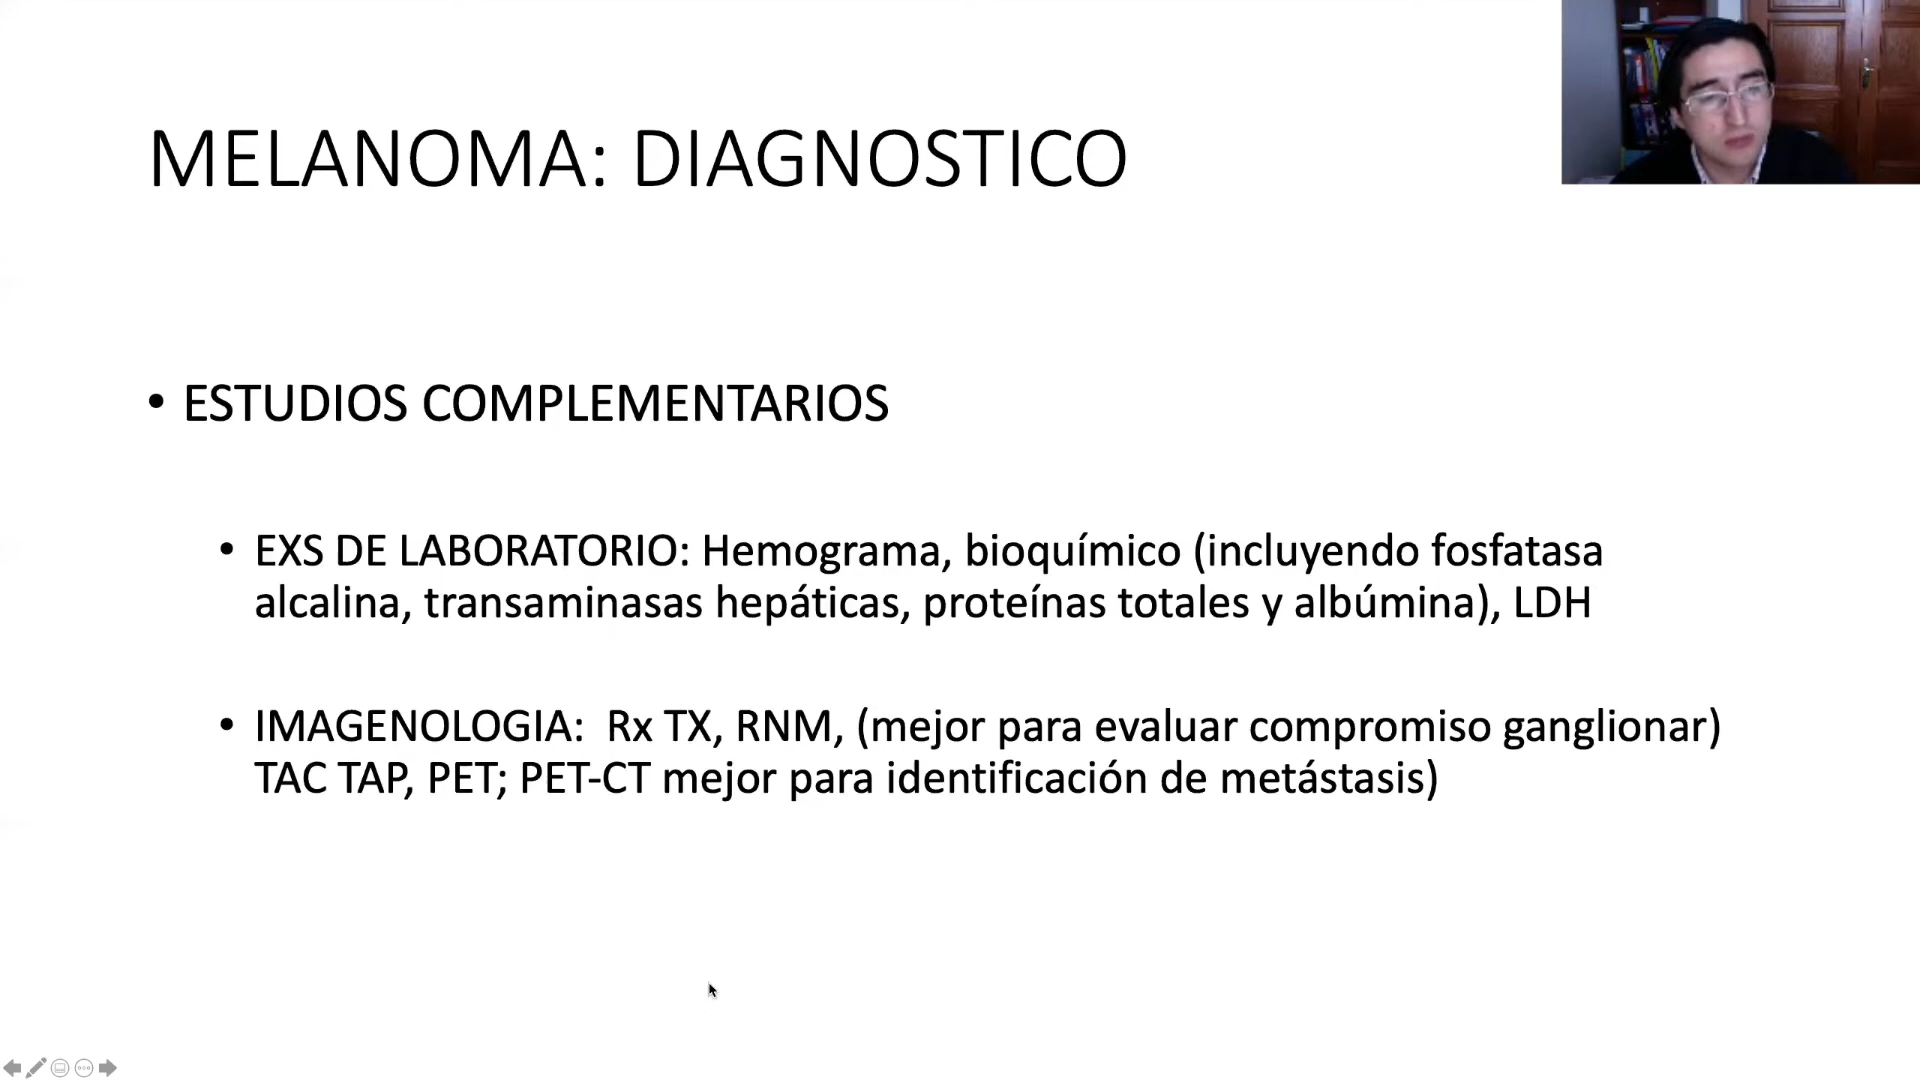 MELANOMA: DIAGNOSTICO
• ESTUDIOS COMPLEMENTARIOS
• EXS DE LABORATORIO: Hemograma, bioquímico (incluyendo fosfatasa
alcalina, transaminasas hepáticas, proteínas totales y albúmina), LDH
• IMAGENOLOGIA:  Rx TX, RNM, (mejor para evaluar compromiso ganglionar)
TAC TAP, PET; PET-CT mejor para identificación de metástasis)